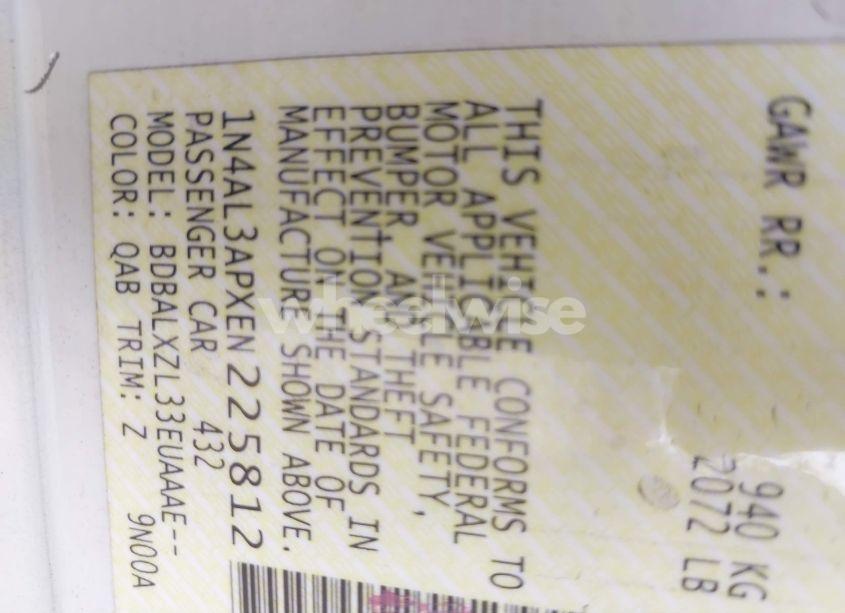 GAWR RR.: 940 KG
2072 LB
THIS VEHICLE CONFORMS TO
ALL APPLICABLE FEDERAL
MOTOR VEHICLE SAFETY,
BUMPER, AND THEFT
PREVENTION STANDARDS IN
EFFECT ON THE DATE OF
MANUFACTURE SHOWN ABOVE.
1N4AL3APXEN225812
PASSENGER CAR 432
MODEL: BDBALXZL33EUAAAE--
COLOR: QAB TRIM: Z 9N00A
wheelwise